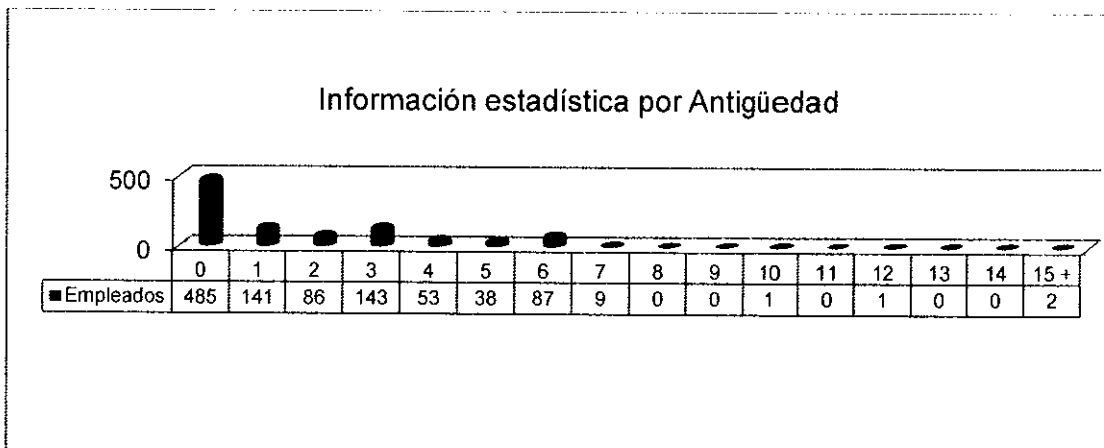 Información estadística por Antigüedad
500
0
0 1 2 3 4 5 6 7 8 9 10 11 12 13 14 15 +
Empleados 485 141 86 143 53 38 87 9 0 0 1 0 1 0 0 2